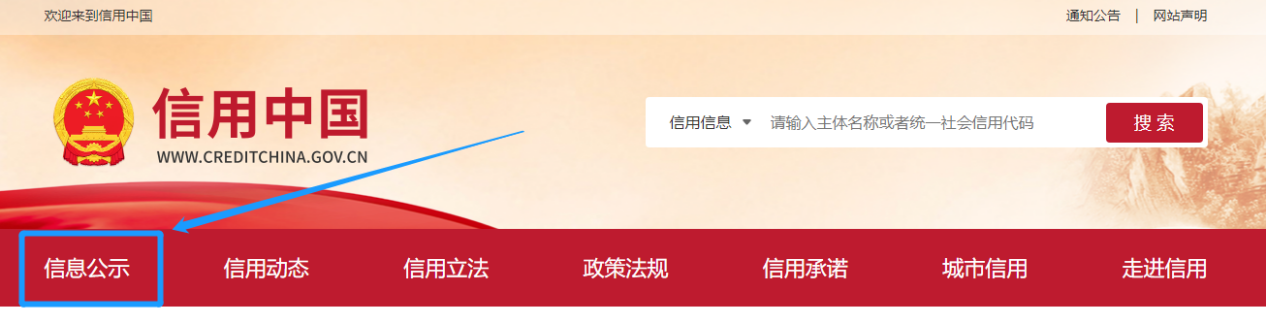 欢迎来到信用中国
通知公告 | 网站声明
信用中国
WWW.CREDITCHINA.GOV.CN
信用信息 请输入主体名称或者统一社会信用代码 搜索
信息公示 信用动态 信用立法 政策法规 信用承诺 城市信用 走进信用